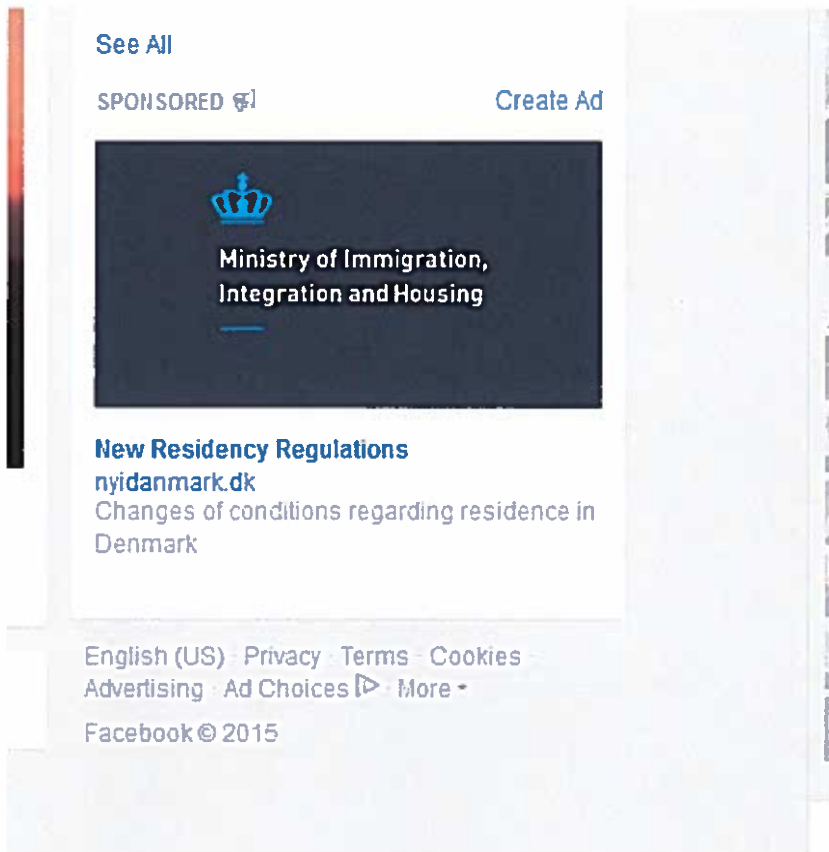 See All
SPONSORED
Create Ad
Ministry of Immigration,
Integration and Housing
New Residency Regulations
nyidanmark.dk
Changes of conditions regarding residence in
Denmark
English (US) · Privacy · Terms · Cookies ·
Advertising · Ad Choices · More
Facebook © 2015